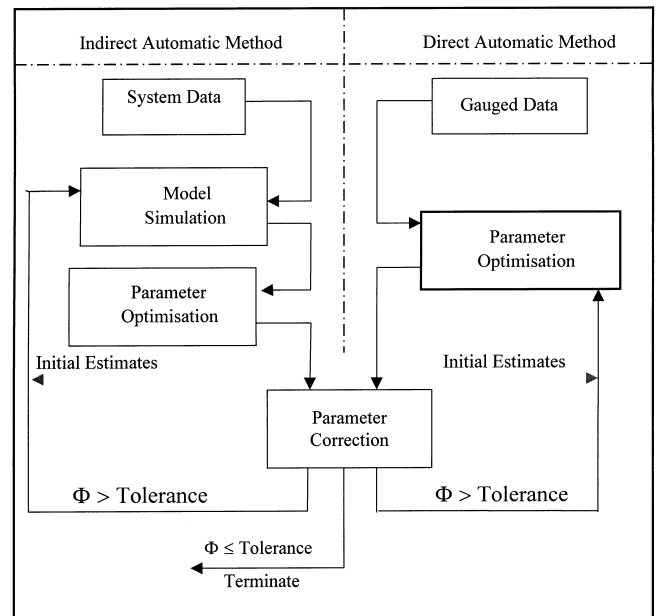 Indirect Automatic Method
Direct Automatic Method
System Data
Gauged Data
Model
Simulation
Parameter
Optimisation
Parameter
Optimisation
Initial Estimates
Initial Estimates
Parameter
Correction
Φ > Tolerance
Φ > Tolerance
Φ ≤ Tolerance
Terminate